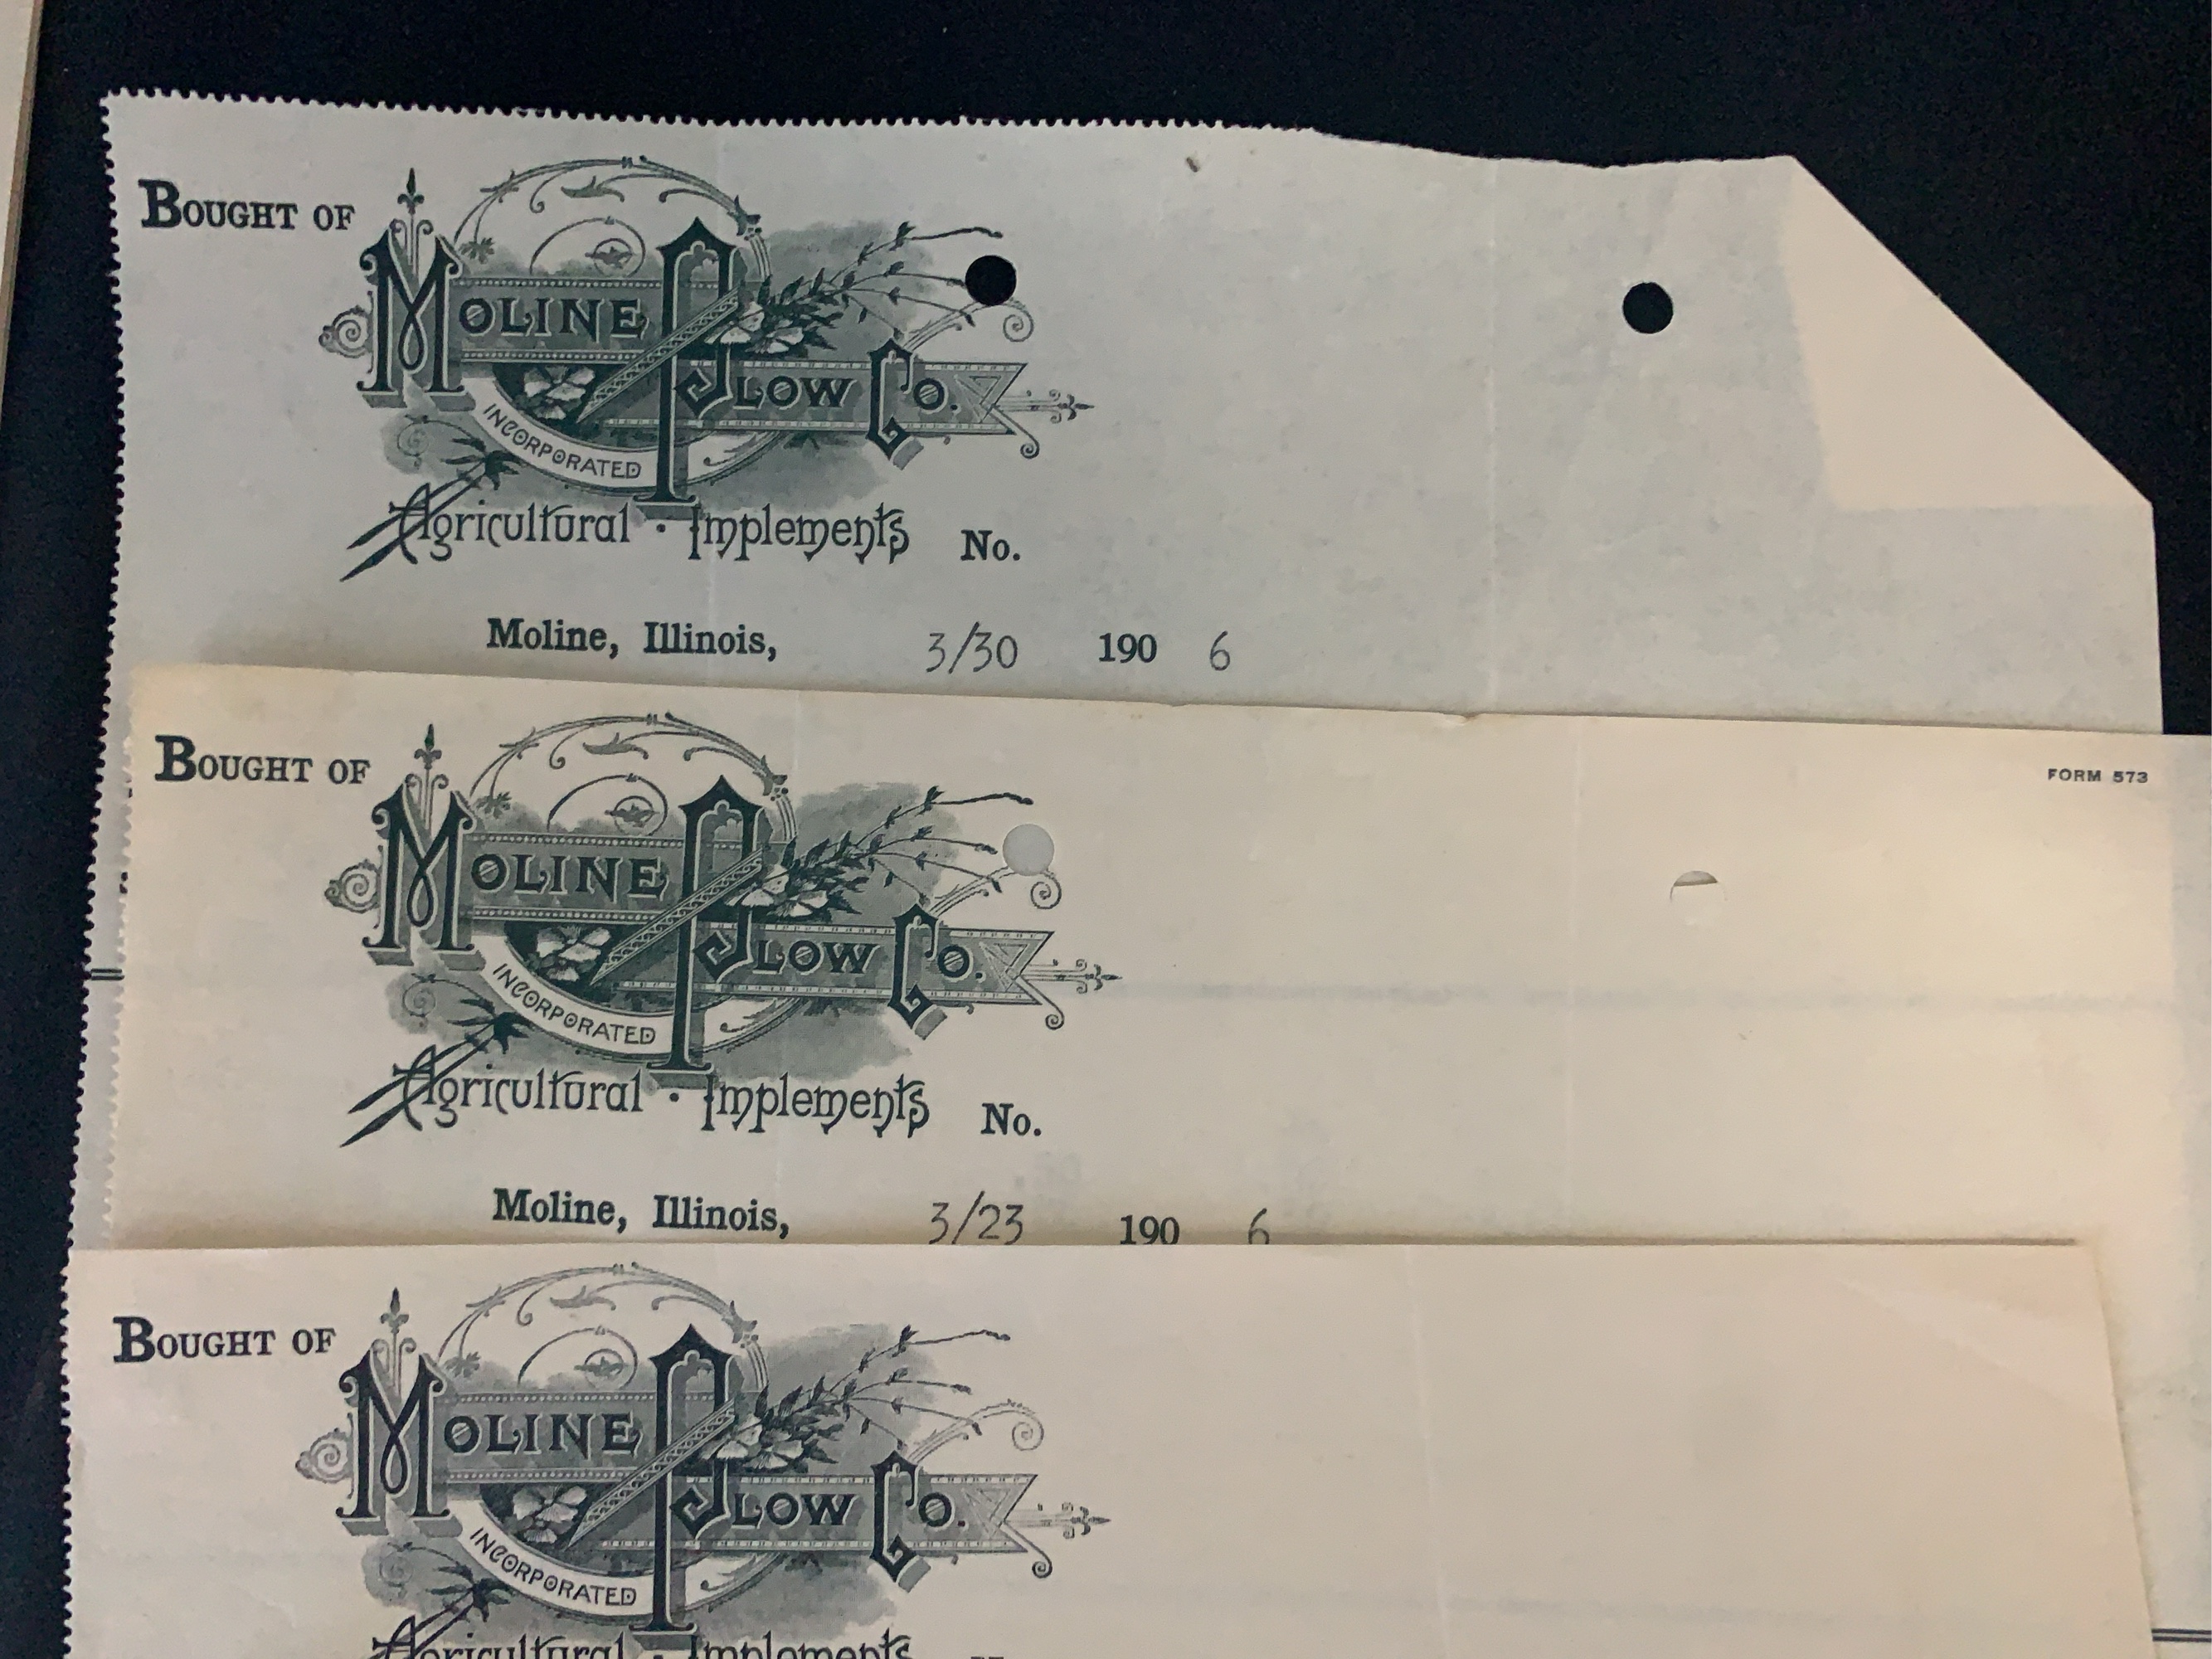 BOUGHT OF
MOLINE PLOW CO.
INCORPORATED
Agricultural · Implements No.
Moline, Illinois, 3/30 190 6
BOUGHT OF
FORM 573
MOLINE PLOW CO.
INCORPORATED
Agricultural · Implements No.
Moline, Illinois, 3/23 190 6
BOUGHT OF
MOLINE PLOW CO.
INCORPORATED
Agricultural · Implements